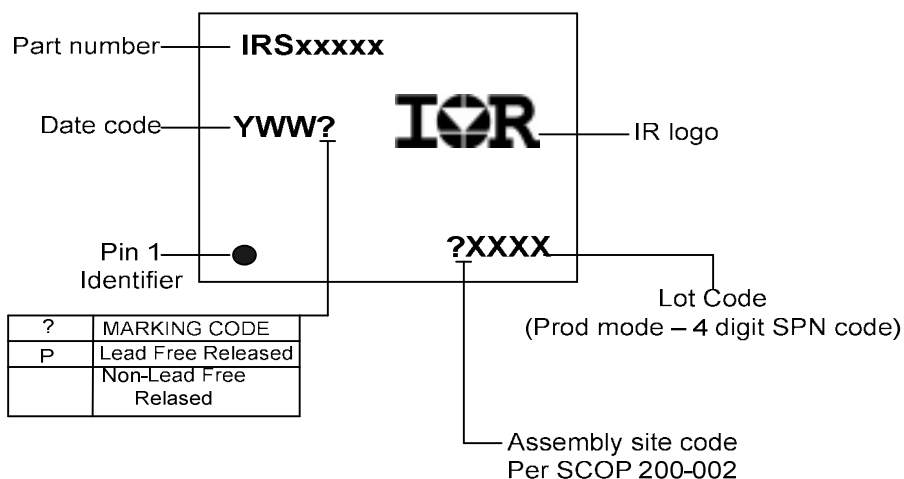 Part number
IRSxxxxx
Date code
YWW?
IOR
IR logo
Pin 1
Identifier
?XXXX
Lot Code
(Prod mode – 4 digit SPN code)
? MARKING CODE
P Lead Free Released
Non-Lead Free
Relased
Assembly site code
Per SCOP 200-002